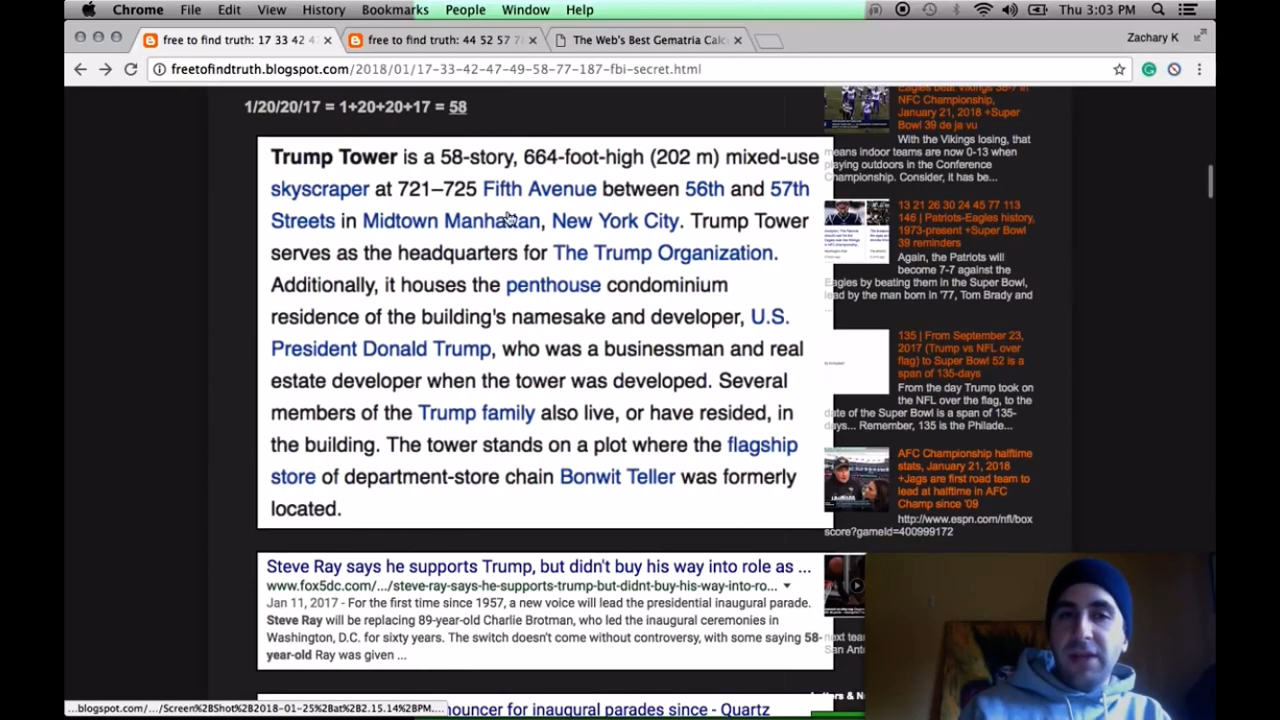 Chrome File Edit View History Bookmarks People Window Help Thu 3:03 PM
free to find truth: 17 33 42 4 × free to find truth: 44 52 57 7 × The Web's Best Gematria Calc × Zachary K
freetofindtruth.blogspot.com/2018/01/17-33-42-47-49-58-77-187-fbi-secret.html
1/20/20/17 = 1+20+20+17 = 58
Trump Tower is a 58-story, 664-foot-high (202 m) mixed-use
skyscraper at 721–725 Fifth Avenue between 56th and 57th
Streets in Midtown Manhattan, New York City. Trump Tower
serves as the headquarters for The Trump Organization.
Additionally, it houses the penthouse condominium
residence of the building's namesake and developer, U.S.
President Donald Trump, who was a businessman and real
estate developer when the tower was developed. Several
members of the Trump family also live, or have resided, in
the building. The tower stands on a plot where the flagship
store of department-store chain Bonwit Teller was formerly
located.
Steve Ray says he supports Trump, but didn't buy his way into role as ...
www.fox5dc.com/.../steve-ray-says-he-supports-trump-but-didnt-buy-his-way-into-ro...
Jan 11, 2017 - For the first time since 1957, a new voice will lead the presidential inaugural parade.
Steve Ray will be replacing 89-year-old Charlie Brotman, who led the inaugural ceremonies in
Washington, D.C. for sixty years. The switch doesn't come without controversy, with some saying 58-
year-old Ray was given ...
nouncer for inaugural parades since - Quartz
Eagles beat Vikings 38-7 in
NFC Championship,
January 21, 2018 +Super
Bowl 39 de ja vu
With the Vikings losing, that
means indoor teams are now 0-13 when
playing outdoors in the Conference
Championship. Consider, it has be...
13 21 26 30 24 45 77 113
146 | Patriots-Eagles history,
1973-present +Super Bowl
39 reminders
Again, the Patriots will
become 7-7 against the
Eagles by beating them in the Super Bowl,
lead by the man born in '77, Tom Brady and
...
135 | From September 23,
2017 (Trump vs NFL over
flag) to Super Bowl 52 is a
span of 135-days
From the day Trump took on
the NFL over the flag, to the
date of the Super Bowl is a span of 135-
days... Remember, 135 is the Philade...
AFC Championship halftime
stats, January 21, 2018
+Jags are first road team to
lead at halftime in AFC
Champ since '09
http://www.espn.com/nfl/box
score?gameId=400999172
next tea
San Anto
...blogspot.com/.../Screen%2BShot%2B2018-01-25%2Bat%2B2.15.14%2BPM....